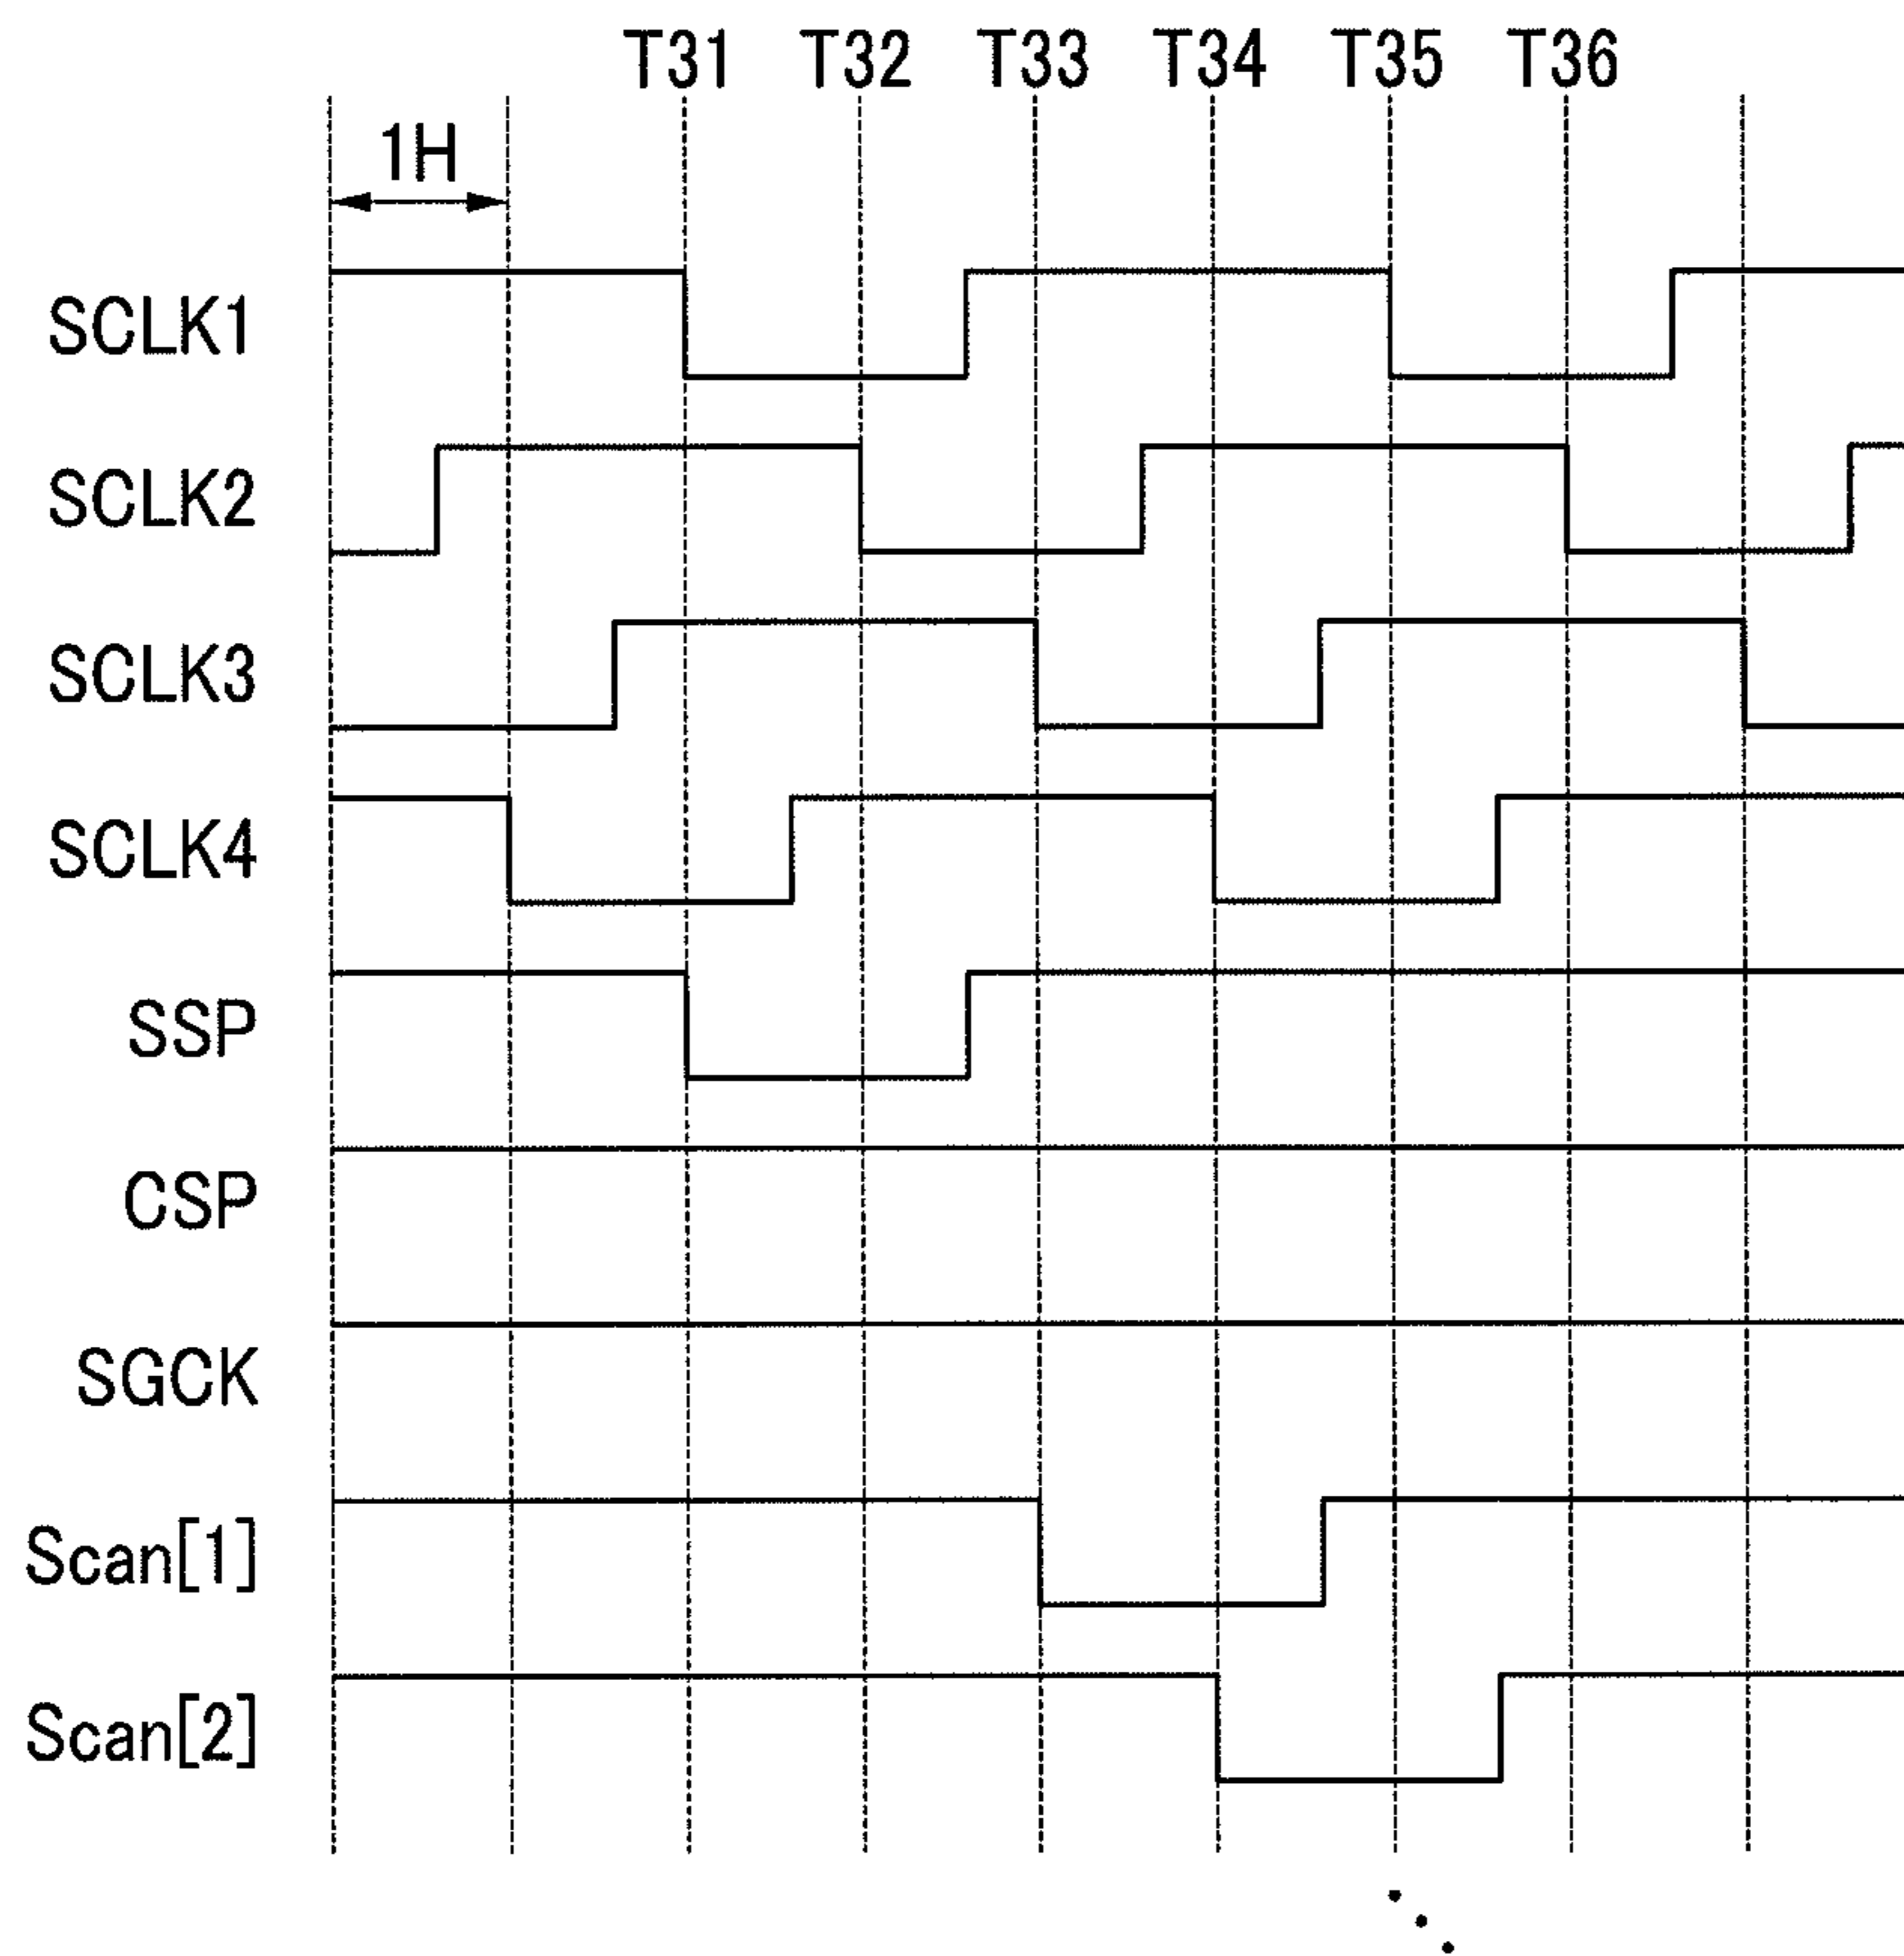 T31 T32 T33 T34 T35 T36
1H
SCLK1
SCLK2
SCLK3
SCLK4
SSP
CSP
SGCK
Scan[1]
Scan[2]